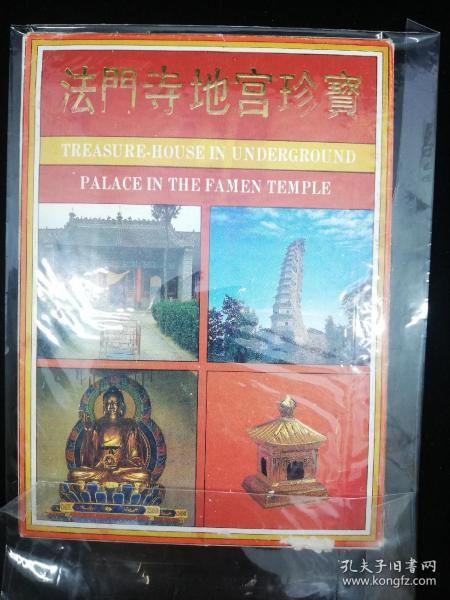 法門寺地宫珍寶
TREASURE-HOUSE IN UNDERGROUND
PALACE IN THE FAMEN TEMPLE
孔夫子旧书网
www.kongfz.com